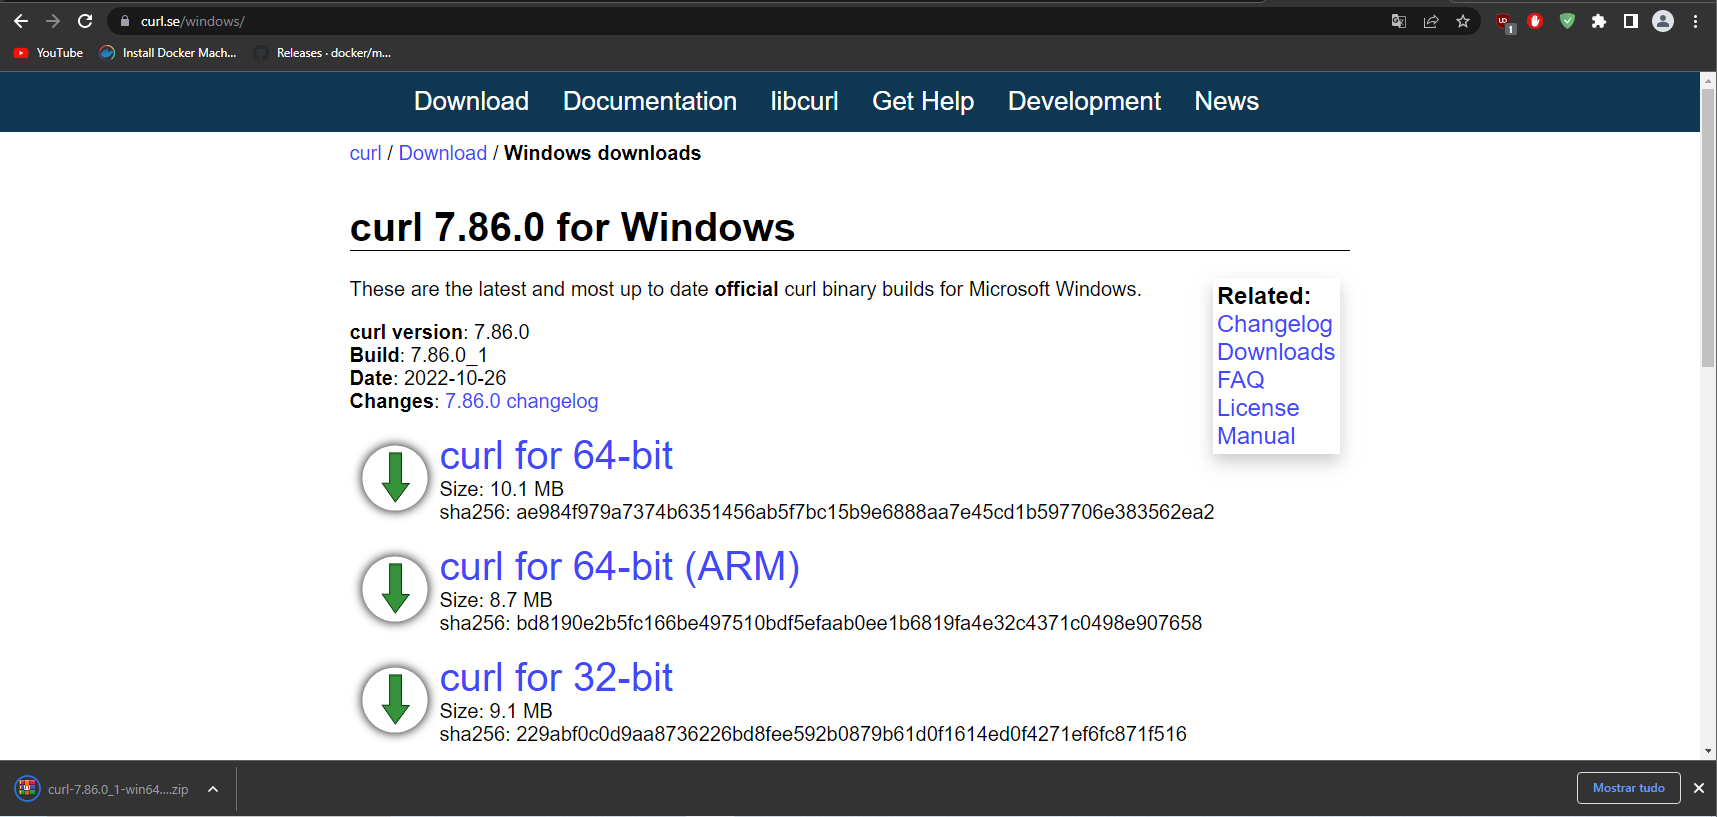 curl.se/windows/
1
YouTube Install Docker Mach... Releases · docker/m...
Download Documentation libcurl Get Help Development News
curl / Download / Windows downloads
curl 7.86.0 for Windows
These are the latest and most up to date official curl binary builds for Microsoft Windows.
curl version: 7.86.0
Build: 7.86.0_1
Date: 2022-10-26
Changes: 7.86.0 changelog
Related:
Changelog
Downloads
FAQ
License
Manual
curl for 64-bit
Size: 10.1 MB
sha256: ae984f979a7374b6351456ab5f7bc15b9e6888aa7e45cd1b597706e383562ea2
curl for 64-bit (ARM)
Size: 8.7 MB
sha256: bd8190e2b5fc166be497510bdf5efaab0ee1b6819fa4e32c4371c0498e907658
curl for 32-bit
Size: 9.1 MB
sha256: 229abf0c0d9aa8736226bd8fee592b0879b61d0f1614ed0f4271ef6fc871f516
curl-7.86.0_1-win64....zip
Mostrar tudo